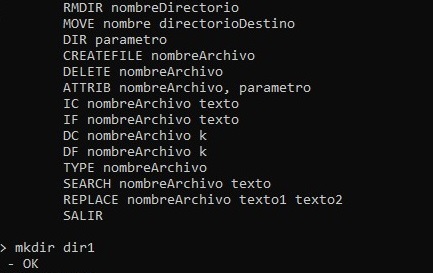 RMDIR nombreDirectorio
MOVE nombre directorioDestino
DIR parametro
CREATEFILE nombreArchivo
DELETE nombreArchivo
ATTRIB nombreArchivo, parametro
IC nombreArchivo texto
IF nombreArchivo texto
DC nombreArchivo k
DF nombreArchivo k
TYPE nombreArchivo
SEARCH nombreArchivo texto
REPLACE nombreArchivo texto1 texto2
SALIR
> mkdir dir1
- OK